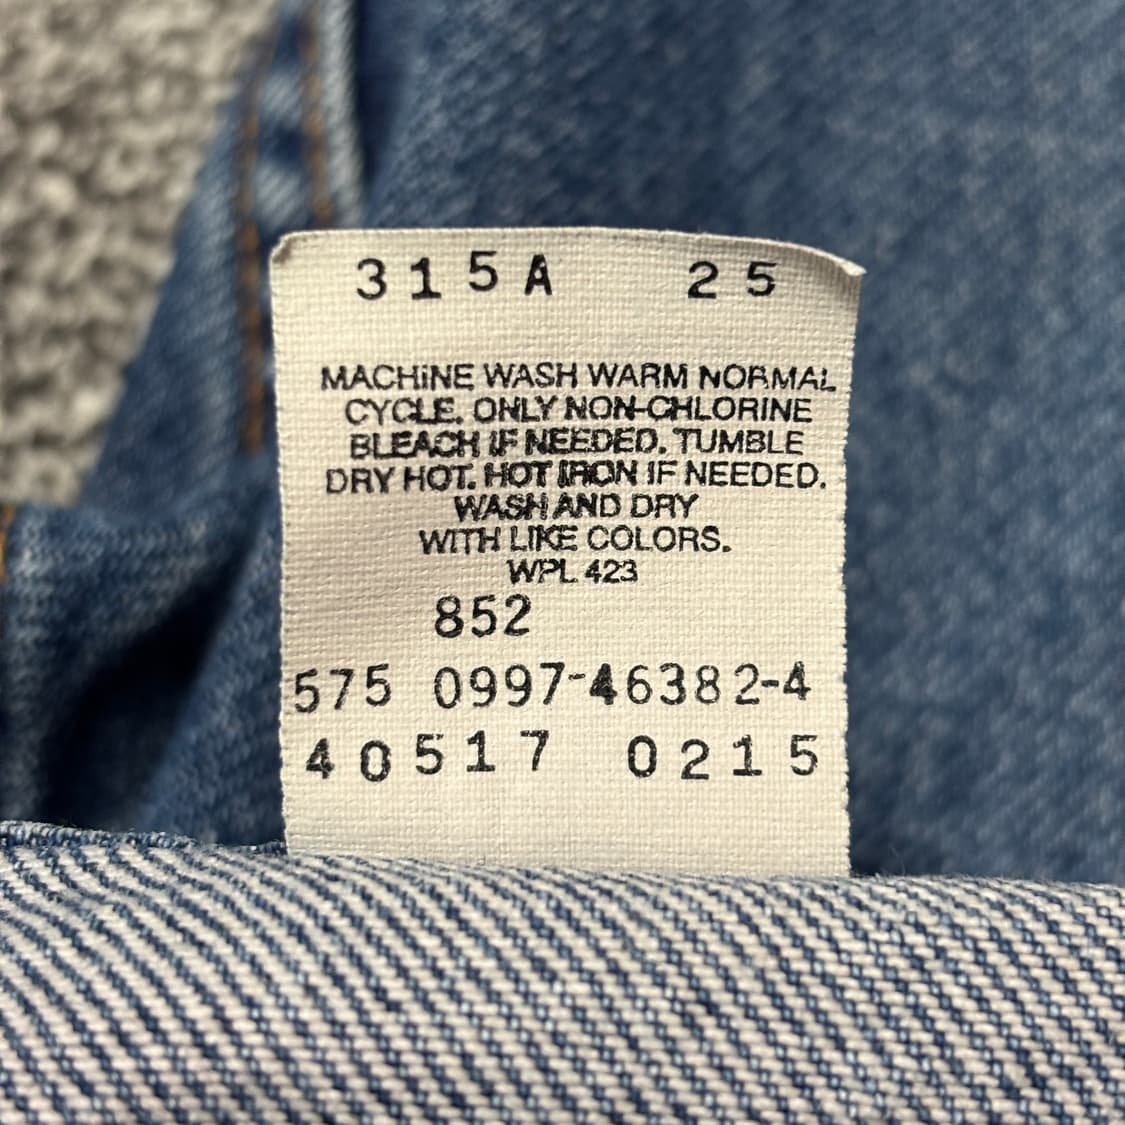 315A 25
MACHINE WASH WARM NORMAL
CYCLE. ONLY NON-CHLORINE
BLEACH IF NEEDED. TUMBLE
DRY HOT. HOT IRON IF NEEDED.
WASH AND DRY
WITH LIKE COLORS.
WPL 423
852
575 0997-46382-4
40517 0215